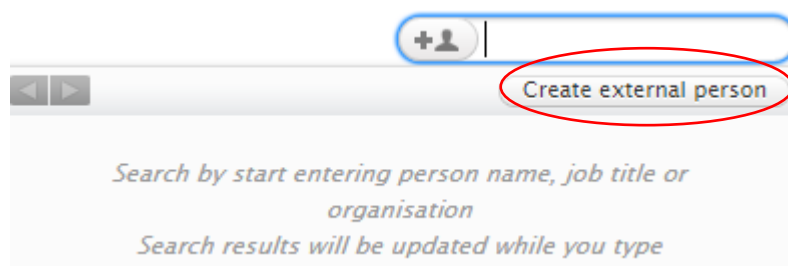 Create external person
Search by start entering person name, job title or
organisation
Search results will be updated while you type